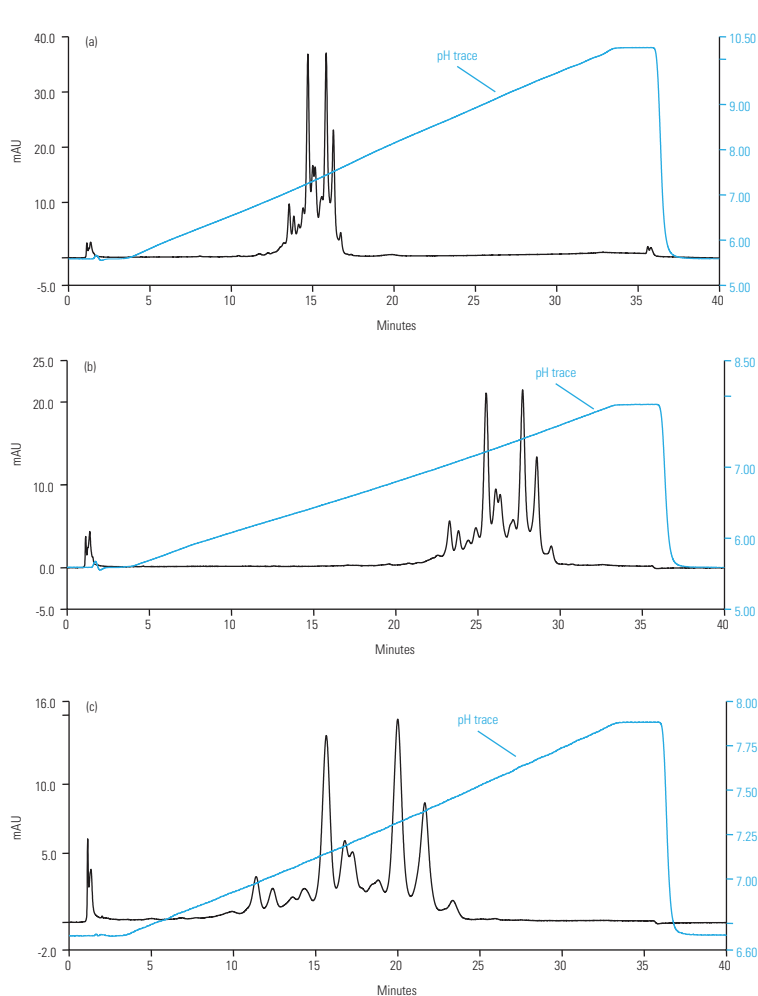 40.0
(a)
10.50
pH trace
30.0
9.00
mAU
20.0
8.00
7.00
10.0
6.00
-5.0
5.00
0 5 10 15 20 25 30 35 40
Minutes
25.0
(b)
8.50
pH trace
20.0
mAU
7.00
10.0
6.00
0.0
-5.0
5.00
0 5 10 15 20 25 30 35 40
Minutes
16.0
(c)
8.00
pH trace
7.75
10.0
7.50
mAU
7.25
5.0
7.00
-2.0
6.60
0 5 10 15 20 25 30 35 40
Minutes